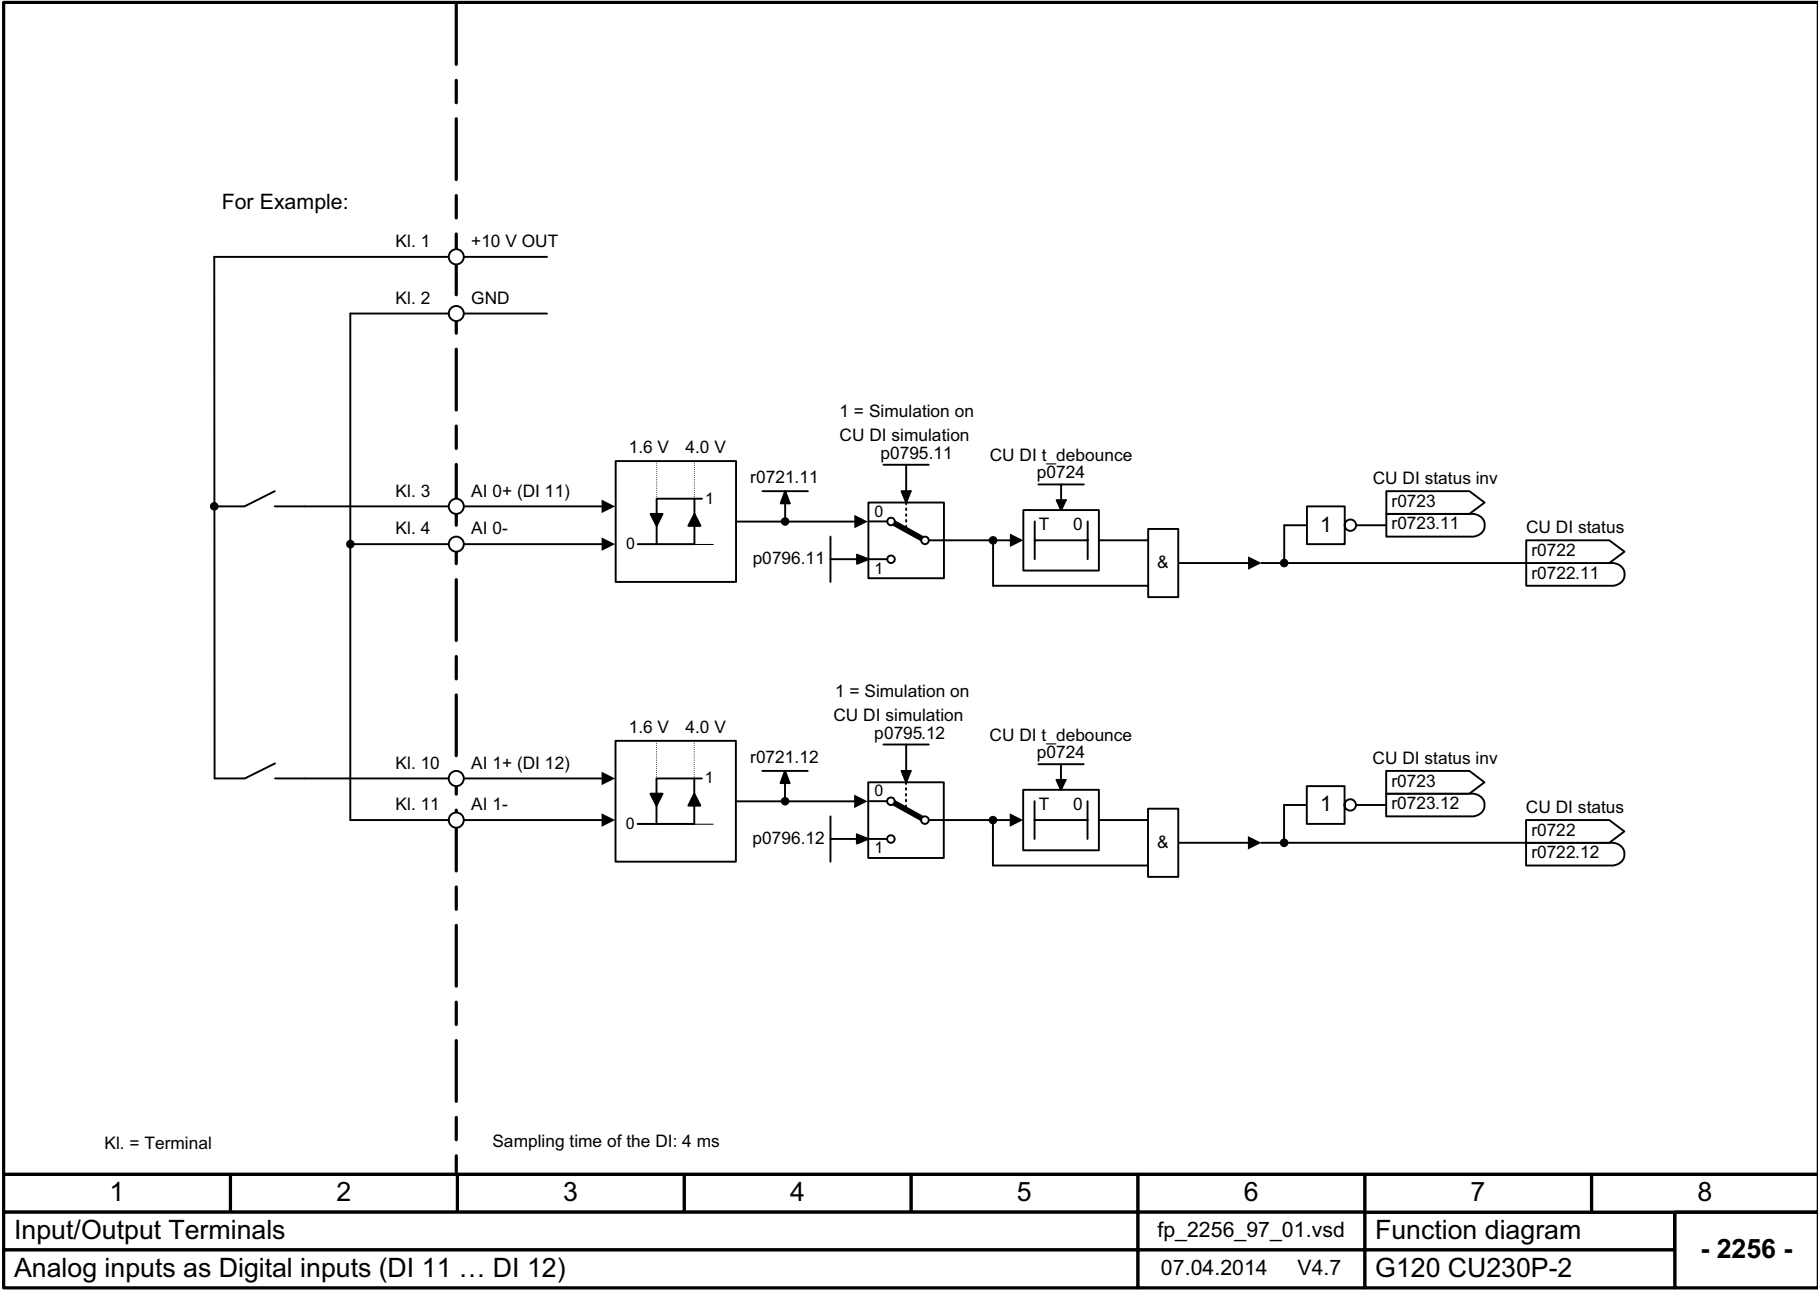 For Example:
Kl. 1 +10 V OUT
Kl. 2 GND
1 = Simulation on
CU DI simulation
p0795.11
1.6 V 4.0 V
CU DI t_debounce
p0724
r0721.11
CU DI status inv
r0723
r0723.11
Kl. 3 AI 0+ (DI 11)
1
0
T 0
1
CU DI status
r0722
r0722.11
Kl. 4 AI 0-
0
p0796.11
1
&
1 = Simulation on
CU DI simulation
p0795.12
1.6 V 4.0 V
CU DI t_debounce
p0724
r0721.12
CU DI status inv
r0723
r0723.12
Kl. 10 AI 1+ (DI 12)
1
0
T 0
1
CU DI status
r0722
r0722.12
Kl. 11 AI 1-
0
p0796.12
1
&
Kl. = Terminal
Sampling time of the DI: 4 ms
1 2 3 4 5 6 7 8
Input/Output Terminals
fp_2256_97_01.vsd
Function diagram
- 2256 -
Analog inputs as Digital inputs (DI 11 … DI 12)
07.04.2014 V4.7
G120 CU230P-2